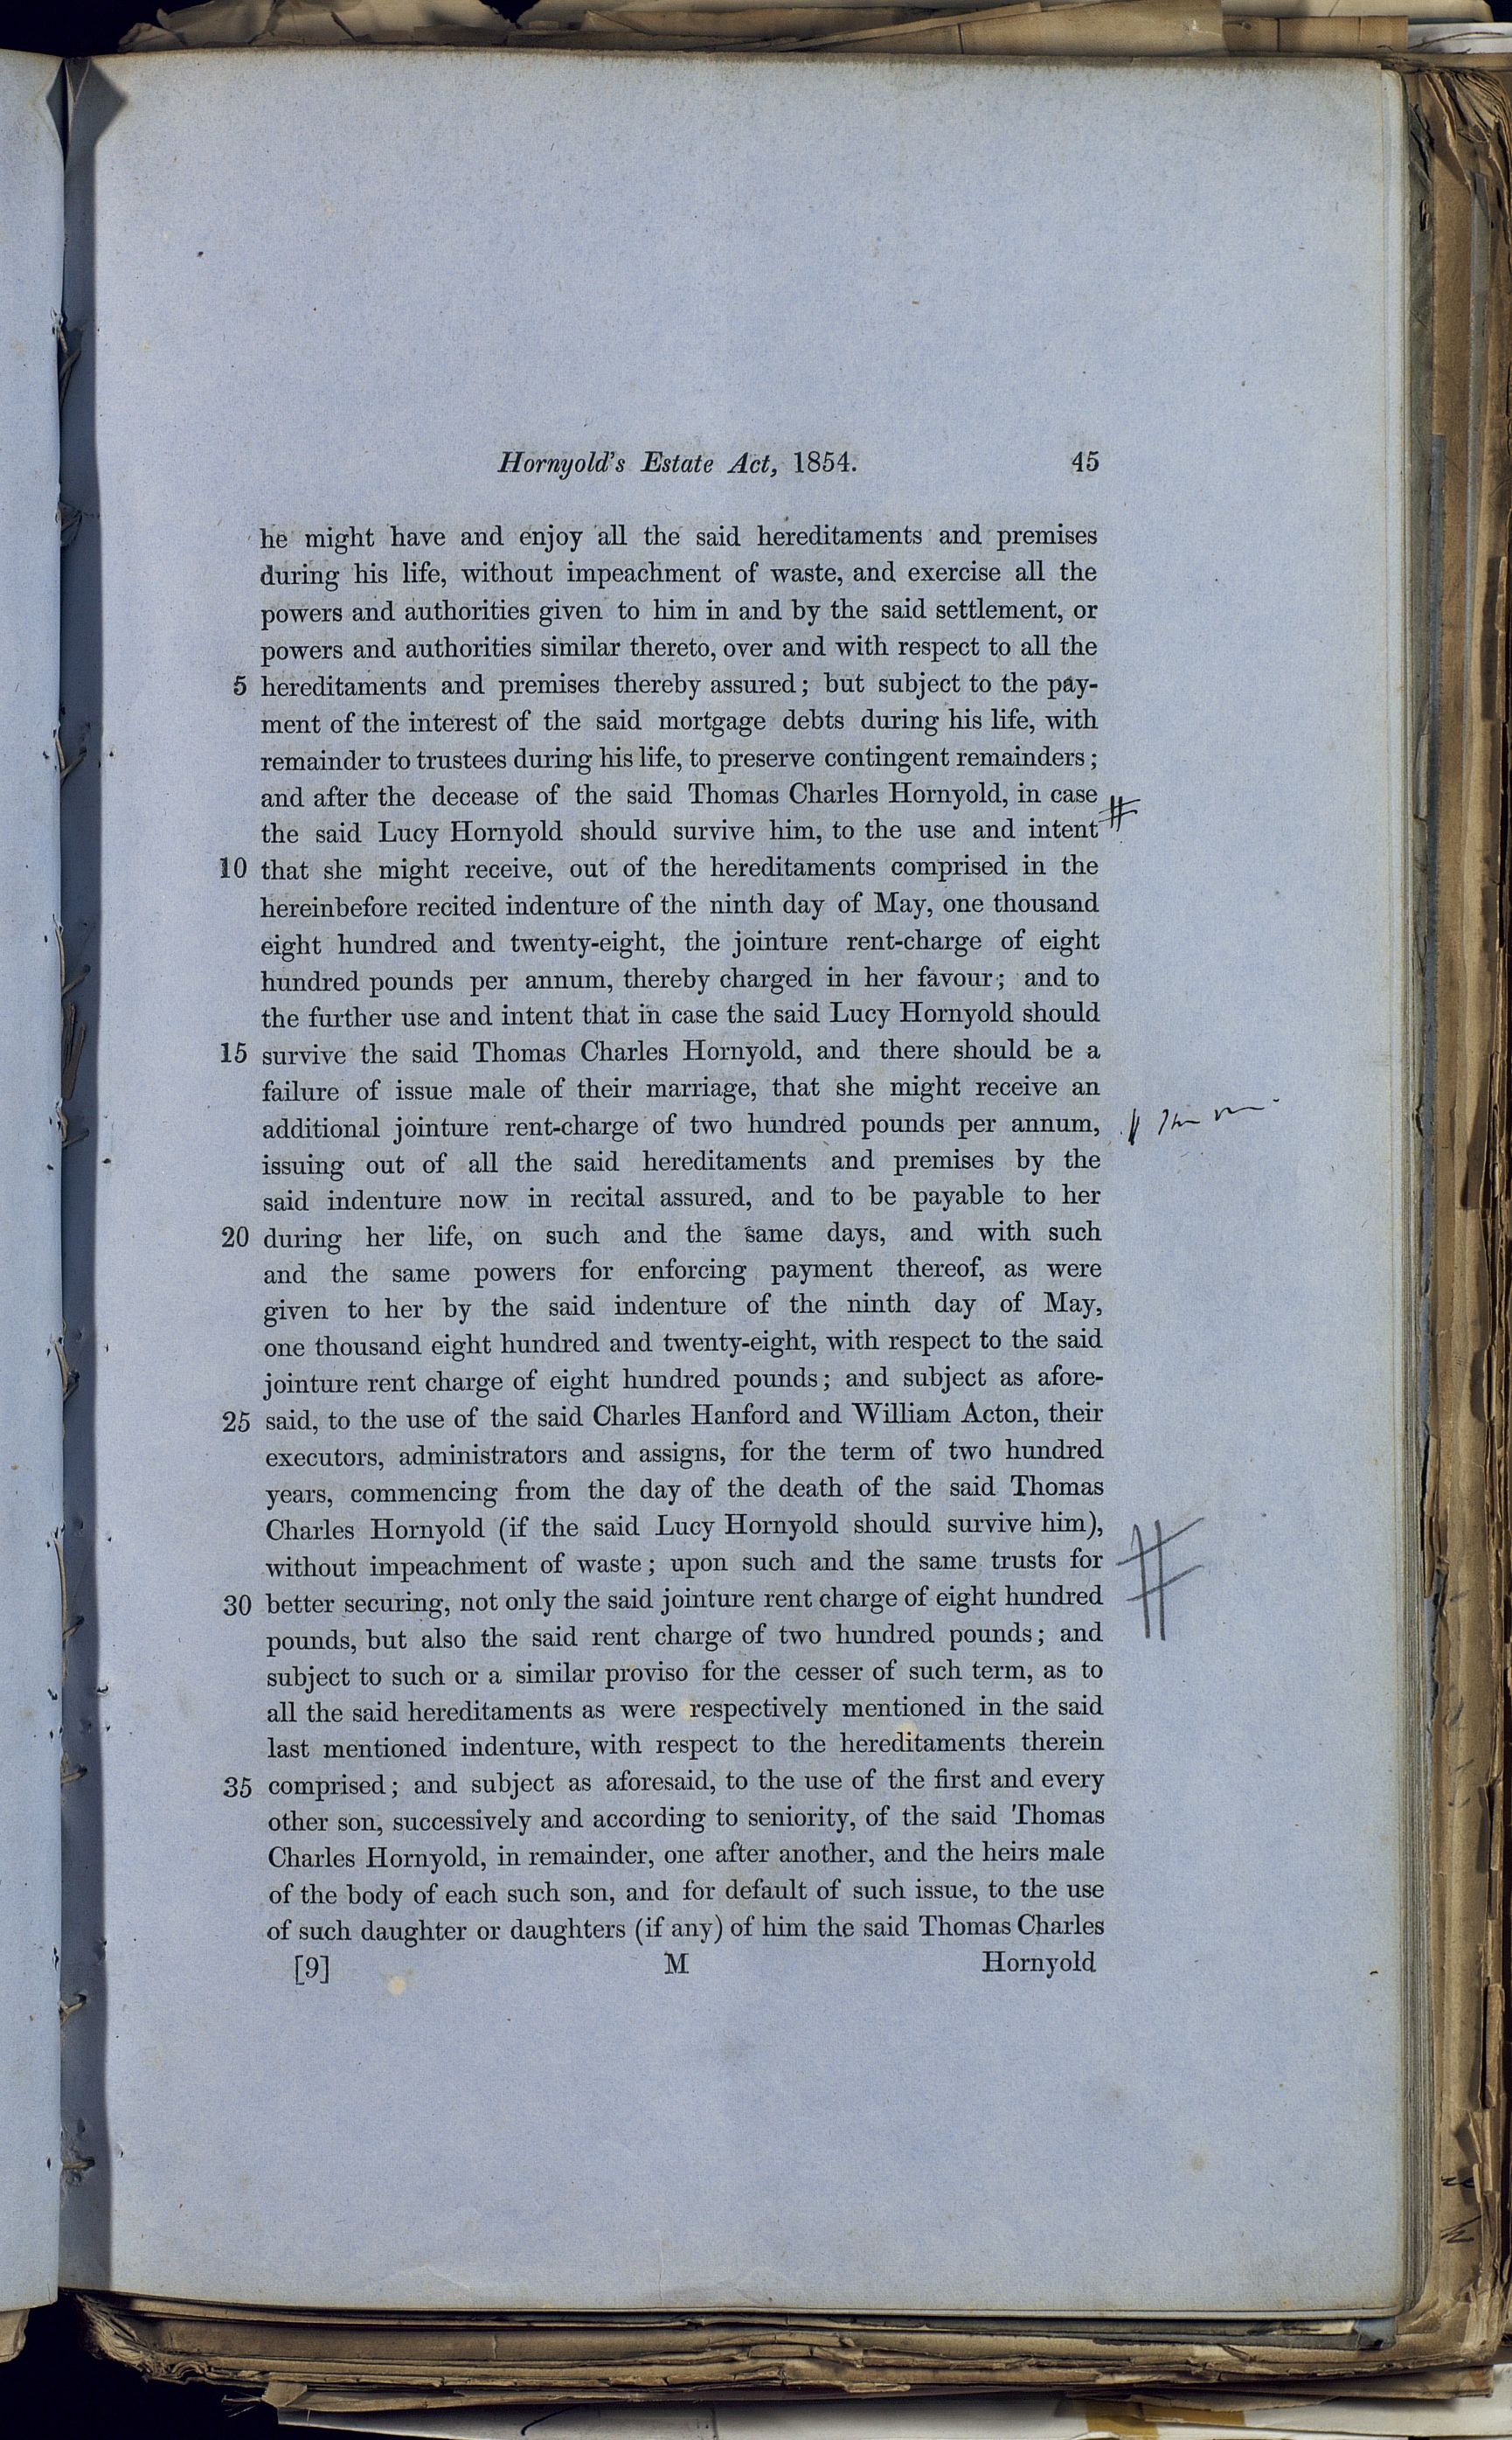 Hornyold's Estate Act, 1854. 45
he might have and enjoy all the said hereditaments and premises
during his life, without impeachment of waste, and exercise all the
powers and authorities given to him in and by the said settlement, or
powers and authorities similar thereto, over and with respect to all the
5 hereditaments and premises thereby assured; but subject to the pay-
ment of the interest of the said mortgage debts during his life, with
remainder to trustees during his life, to preserve contingent remainders;
and after the decease of the said Thomas Charles Hornyold, in case
the said Lucy Hornyold should survive him, to the use and intent
10 that she might receive, out of the hereditaments comprised in the
hereinbefore recited indenture of the ninth day of May, one thousand
eight hundred and twenty-eight, the jointure rent-charge of eight
hundred pounds per annum, thereby charged in her favour; and to
the further use and intent that in case the said Lucy Hornyold should
15 survive the said Thomas Charles Hornyold, and there should be a
failure of issue male of their marriage, that she might receive an
additional jointure rent-charge of two hundred pounds per annum,
issuing out of all the said hereditaments and premises by the
said indenture now in recital assured, and to be payable to her
20 during her life, on such and the same days, and with such
and the same powers for enforcing payment thereof, as were
given to her by the said indenture of the ninth day of May,
one thousand eight hundred and twenty-eight, with respect to the said
jointure rent charge of eight hundred pounds; and subject as afore-
25 said, to the use of the said Charles Hanford and William Acton, their
executors, administrators and assigns, for the term of two hundred
years, commencing from the day of the death of the said Thomas
Charles Hornyold (if the said Lucy Hornyold should survive him),
without impeachment of waste; upon such and the same trusts for
30 better securing, not only the said jointure rent charge of eight hundred
pounds, but also the said rent charge of two hundred pounds; and
subject to such or a similar proviso for the cesser of such term, as to
all the said hereditaments as were respectively mentioned in the said
last mentioned indenture, with respect to the hereditaments therein
35 comprised; and subject as aforesaid, to the use of the first and every
other son, successively and according to seniority, of the said Thomas
Charles Hornyold, in remainder, one after another, and the heirs male
of the body of each such son, and for default of such issue, to the use
of such daughter or daughters (if any) of him the said Thomas Charles
[9] M Hornyold